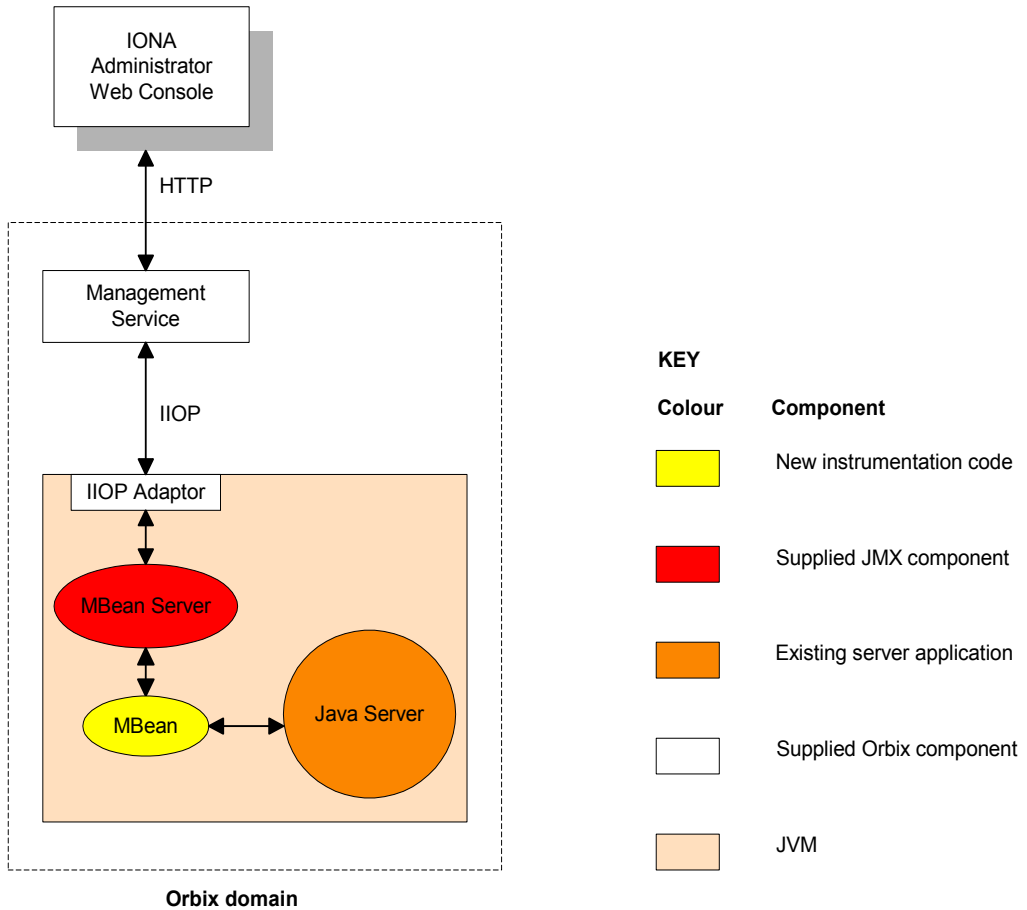 IONA
Administrator
Web Console
HTTP
Management
Service
IIOP
IIOP Adaptor
MBean Server
MBean
Java Server
Orbix domain
KEY
Colour Component
New instrumentation code
Supplied JMX component
Existing server application
Supplied Orbix component
JVM